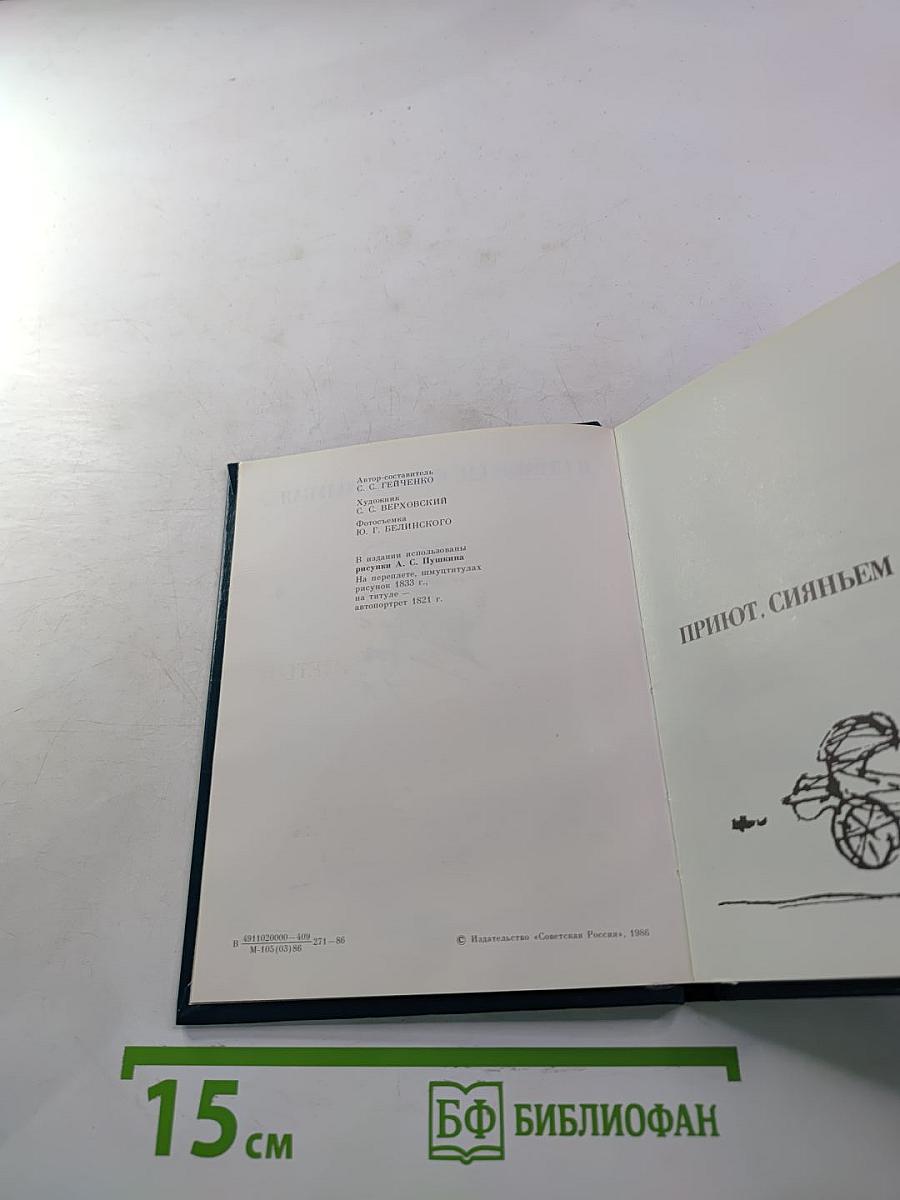 Автор-составитель
С. С. ГЕЙЧЕНКО
Художник
С. С. ВЕРХОВСКИЙ
Фотосъемка
Ю. Г. БЕЛИНСКОГО
В издании использованы
рисунки А. С. Пушкина
На переплете, шмуцтитулах
рисунок 1833 г.,
на титуле —
автопортрет 1821 г.
В 4911020000—409
М-105(03)86 271—86
© Издательство «Советская Россия», 1986
ПРИЮТ, СИЯНЬЕМ
15 см
БФ БИБЛИОФАН